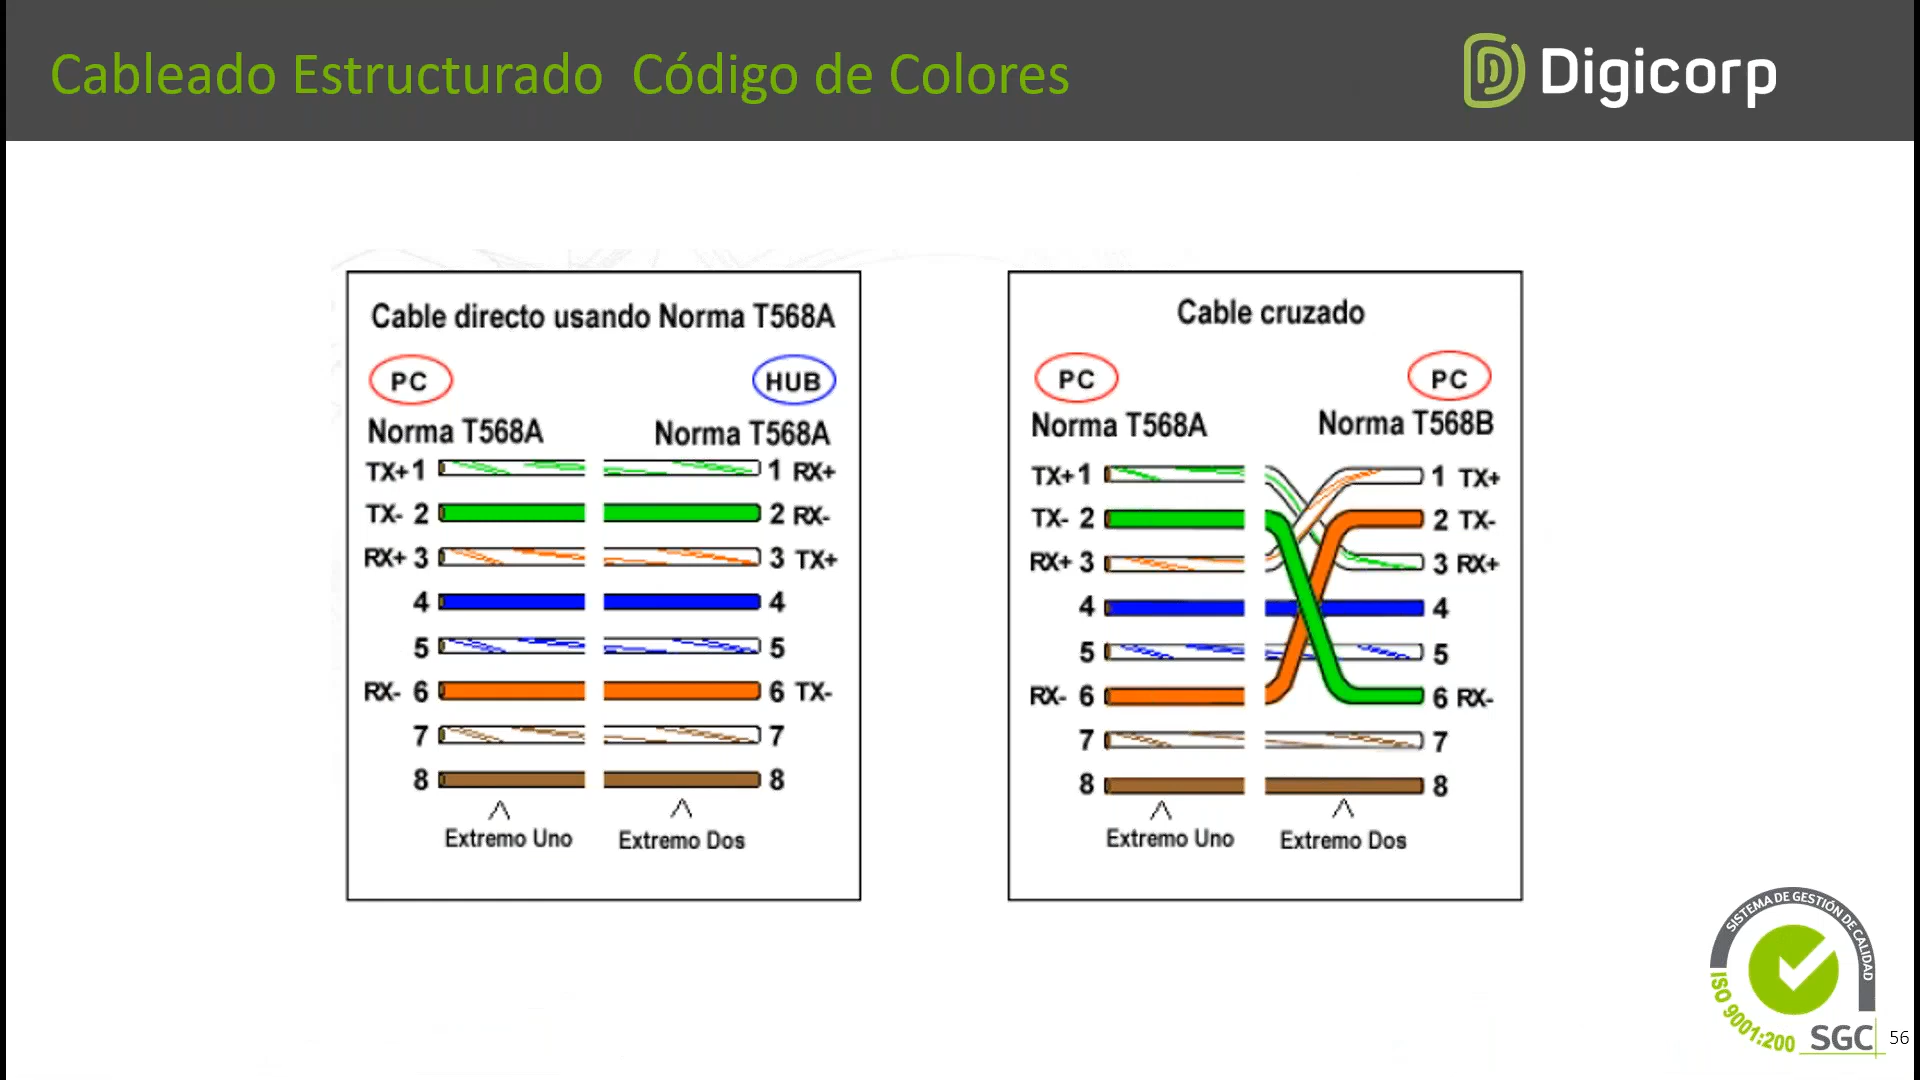 Cableado Estructurado  Código de Colores
Digicorp
Cable directo usando Norma T568A
PC
HUB
Norma T568A
Norma T568A
TX+ 1
1 RX+
TX- 2
2 RX-
RX+ 3
3 TX+
4
4
5
5
RX- 6
6 TX-
7
7
8
8
Extremo Uno
Extremo Dos
Cable cruzado
PC
PC
Norma T568A
Norma T568B
TX+ 1
1 TX+
TX- 2
2 TX-
RX+ 3
3 RX+
4
4
5
5
RX- 6
6 RX-
7
7
8
8
Extremo Uno
Extremo Dos
SISTEMA DE GESTIÓN DE CALIDAD
ISO 9001:200
SGC
56